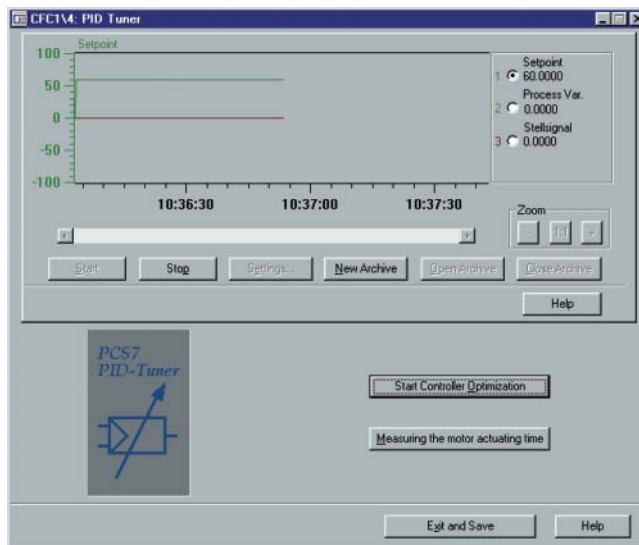 CFC1\4: PID Tuner
Setpoint
100
50
0
-50
-100
10:36:30 10:37:00 10:37:30
Setpoint
1 60.0000
Process Var.
2 0.0000
Stellsignal
3 0.0000
Zoom
- 1:1 +
Start Stop Settings... New Archive Open Archive Close Archive
Help
PCS7
PID-Tuner
Start Controller Optimization
Measuring the motor actuating time
Exit and Save Help